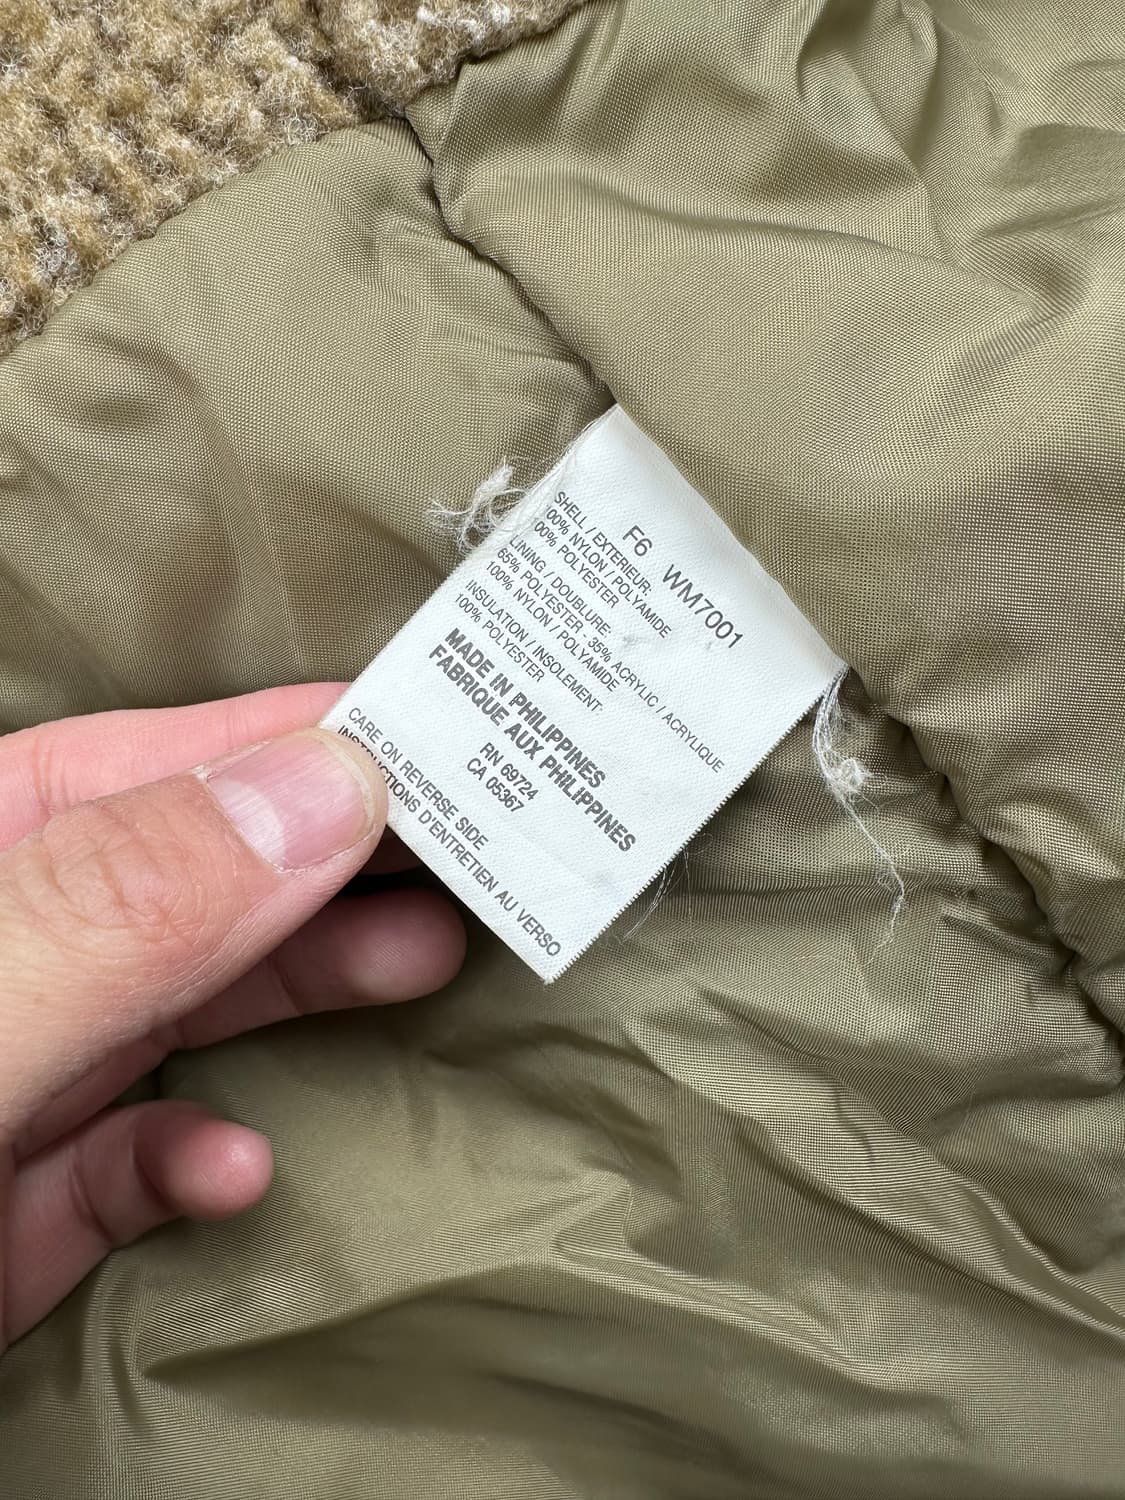 F6 WM7001
SHELL / EXTERIEUR:
100% NYLON / POLYAMIDE
100% POLYESTER
LINING / DOUBLURE:
65% POLYESTER - 35% ACRYLIC / ACRYLIQUE
100% NYLON / POLYAMIDE
INSULATION / INSOLEMENT:
100% POLYESTER
MADE IN PHILIPPINES
FABRIQUE AUX PHILIPPINES
RN 69724
CA 05367
CARE ON REVERSE SIDE
INSTRUCTIONS D'ENTRETIEN AU VERSO